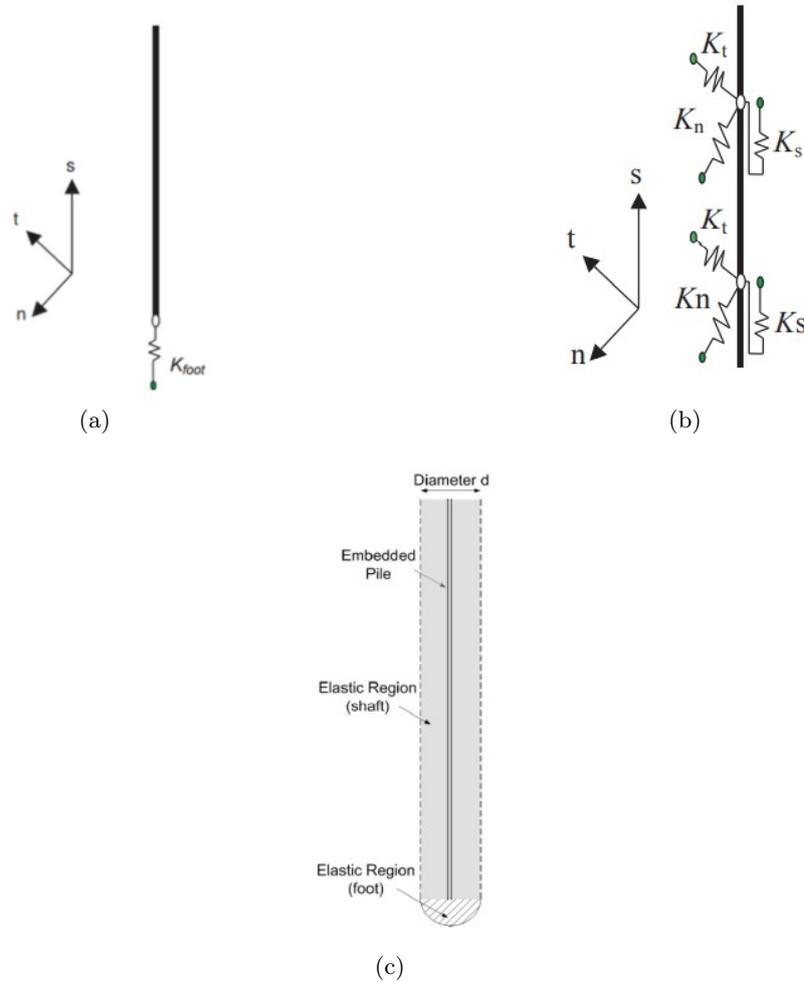 s
t
n
K_foot
(a)
K_t
K_n
K_s
s
t
n
K_t
Kn
Ks
(b)
Diameter d
Embedded
Pile
Elastic Region
(shaft)
Elastic Region
(foot)
(c)